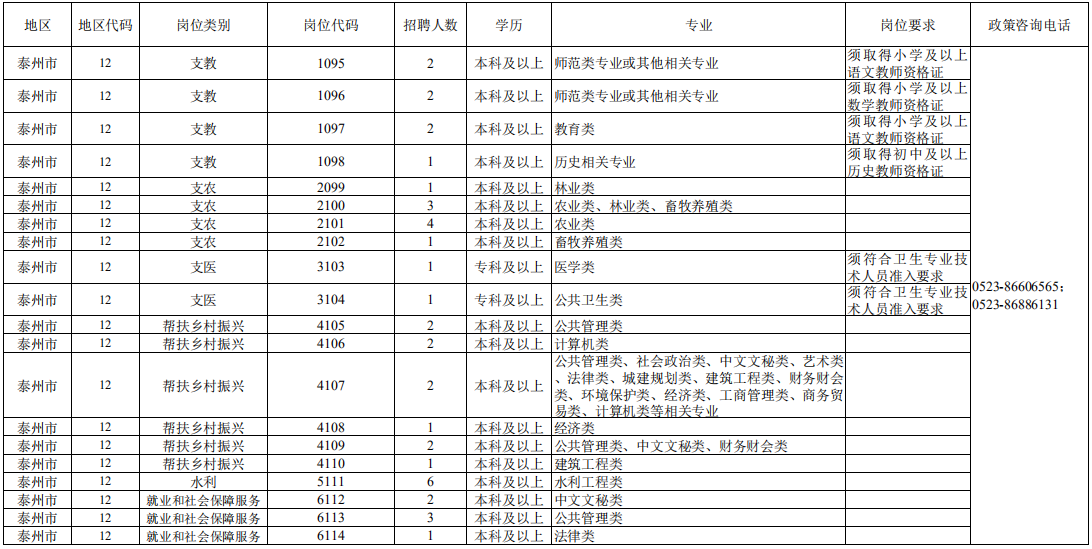 地区 地区代码 岗位类别 岗位代码 招聘人数 学历 专业 岗位要求 政策咨询电话
泰州市 12 支教 1095 2 本科及以上 师范类专业或其他相关专业 须取得小学及以上
语文教师资格证
泰州市 12 支教 1096 2 本科及以上 师范类专业或其他相关专业 须取得小学及以上
数学教师资格证
泰州市 12 支教 1097 2 本科及以上 教育类 须取得小学及以上
语文教师资格证
泰州市 12 支教 1098 1 本科及以上 历史相关专业 须取得初中及以上
历史教师资格证
泰州市 12 支农 2099 1 本科及以上 林业类
泰州市 12 支农 2100 3 本科及以上 农业类、林业类、畜牧养殖类
泰州市 12 支农 2101 4 本科及以上 农业类
泰州市 12 支农 2102 1 本科及以上 畜牧养殖类
泰州市 12 支医 3103 1 专科及以上 医学类 须符合卫生专业技
术人员准入要求
0523-86606565；
泰州市 12 支医 3104 1 专科及以上 公共卫生类 须符合卫生专业技
术人员准入要求
0523-86886131
泰州市 12 帮扶乡村振兴 4105 2 本科及以上 公共管理类
泰州市 12 帮扶乡村振兴 4106 2 本科及以上 计算机类
泰州市 12 帮扶乡村振兴 4107 2 本科及以上 公共管理类、社会政治类、中文文秘类、艺术类
、法律类、城建规划类、建筑工程类、财务财会
类、环境保护类、经济类、工商管理类、商务贸
易类、计算机类等相关专业
泰州市 12 帮扶乡村振兴 4108 1 本科及以上 经济类
泰州市 12 帮扶乡村振兴 4109 2 本科及以上 公共管理类、中文文秘类、财务财会类
泰州市 12 帮扶乡村振兴 4110 1 本科及以上 建筑工程类
泰州市 12 水利 5111 6 本科及以上 水利工程类
泰州市 12 就业和社会保障服务 6112 2 本科及以上 中文文秘类
泰州市 12 就业和社会保障服务 6113 3 本科及以上 公共管理类
泰州市 12 就业和社会保障服务 6114 1 本科及以上 法律类